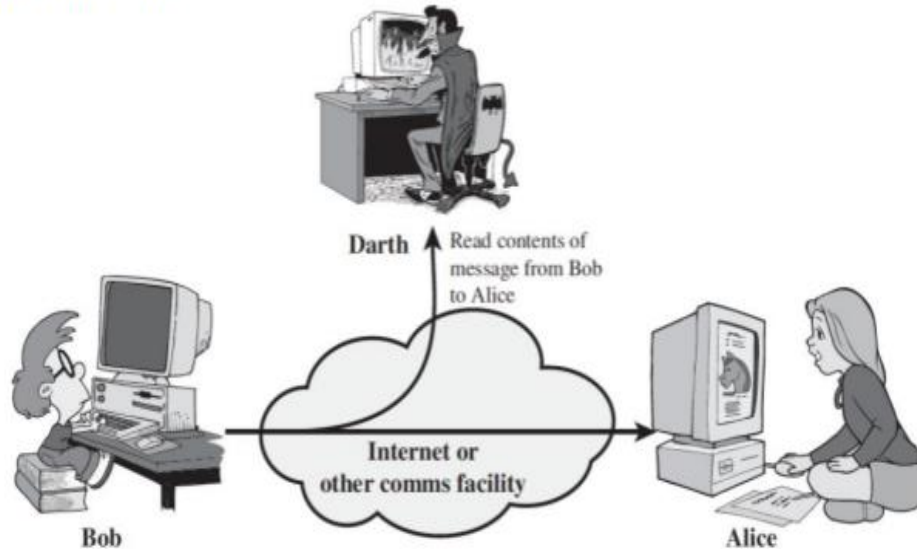 Darth
Read contents of
message from Bob
to Alice
Internet or
other comms facility
Bob
Alice